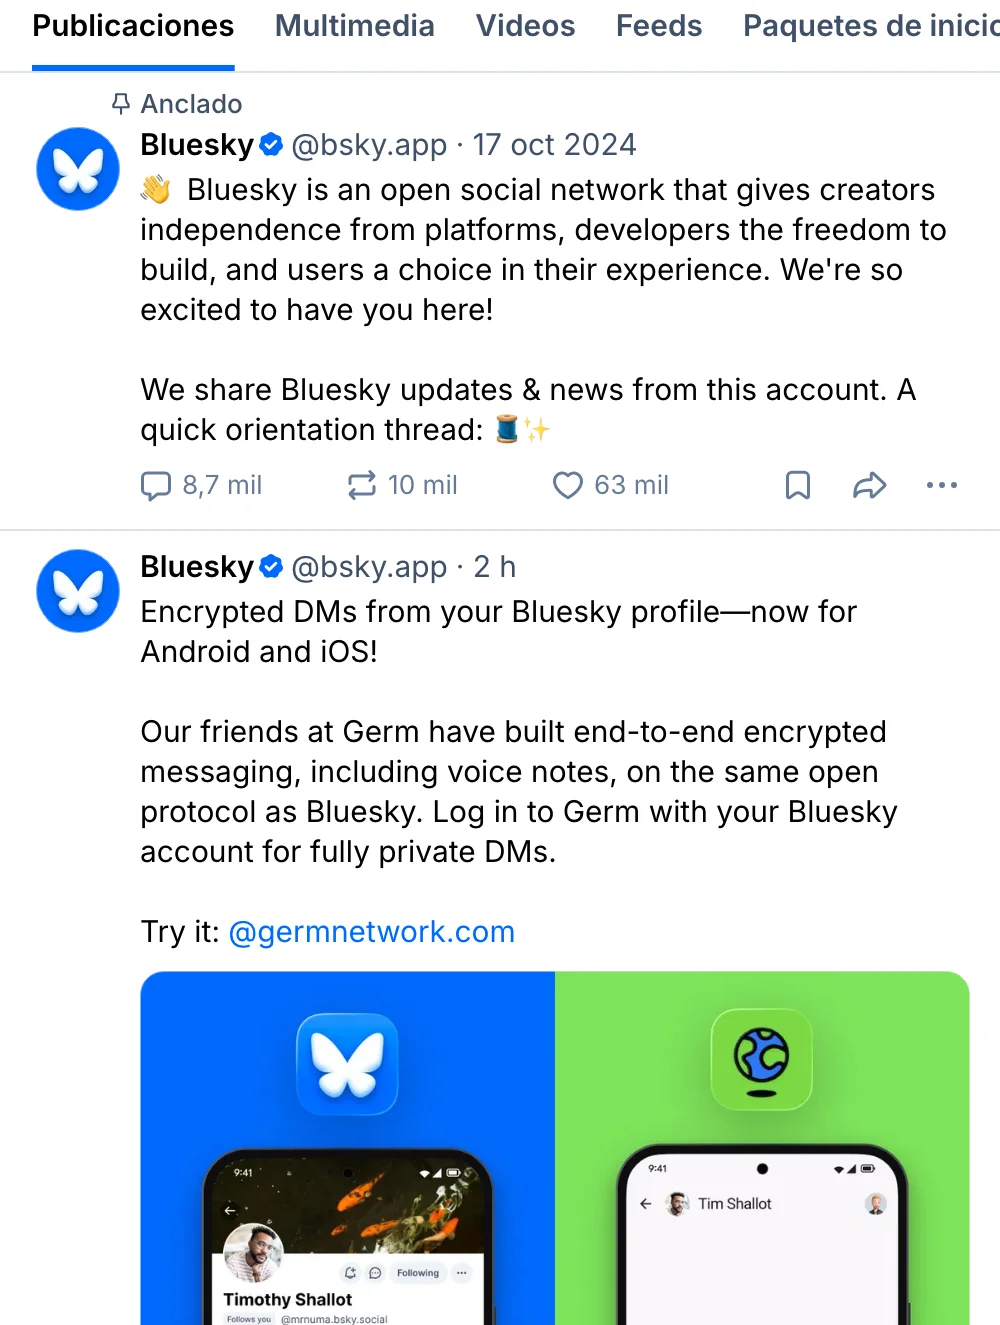 Publicaciones Multimedia Videos Feeds Paquetes de inicio
Anclado
Bluesky @bsky.app · 17 oct 2024
👋 Bluesky is an open social network that gives creators
independence from platforms, developers the freedom to
build, and users a choice in their experience. We're so
excited to have you here!
We share Bluesky updates & news from this account. A
quick orientation thread: 🧵✨
8,7 mil 10 mil 63 mil
Bluesky @bsky.app · 2 h
Encrypted DMs from your Bluesky profile—now for
Android and iOS!
Our friends at Germ have built end-to-end encrypted
messaging, including voice notes, on the same open
protocol as Bluesky. Log in to Germ with your Bluesky
account for fully private DMs.
Try it: @germnetwork.com
9:41
Following
Timothy Shallot
Follows you @mrnuma.bsky.social
9:41
Tim Shallot